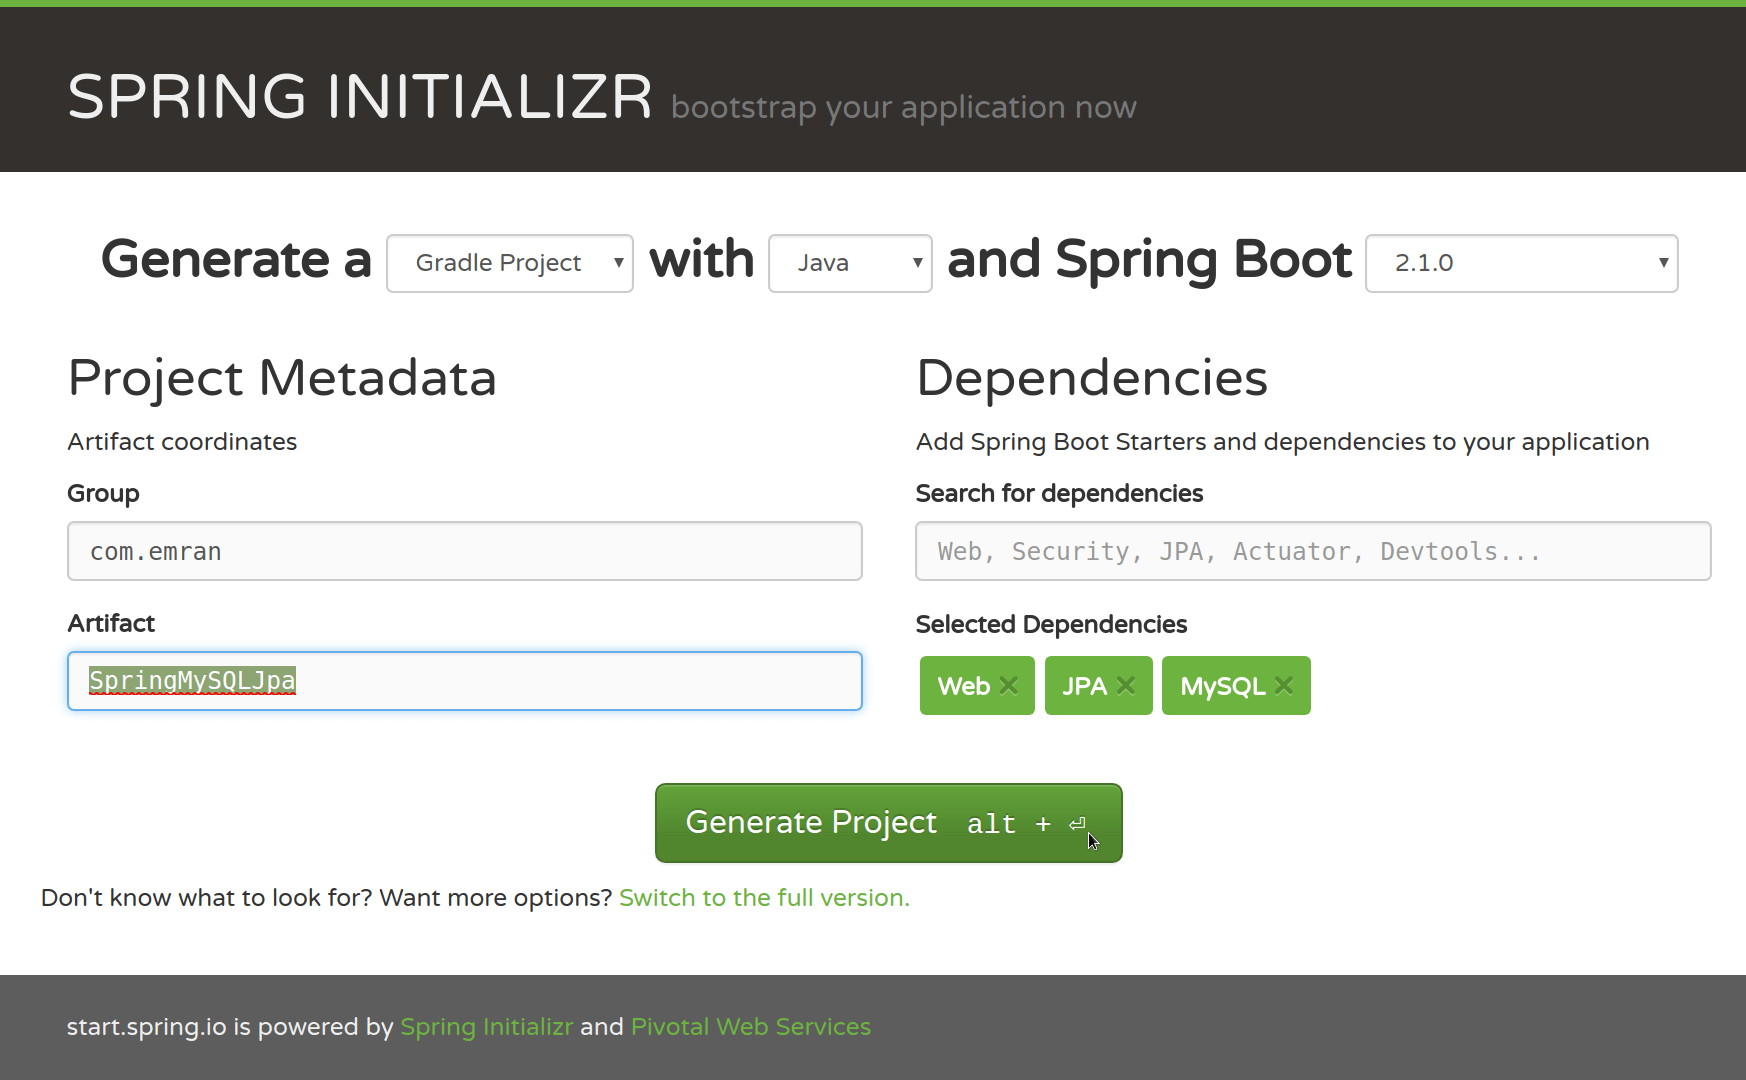 SPRING INITIALIZR bootstrap your application now
Generate a Gradle Project with Java and Spring Boot 2.1.0
Project Metadata
Artifact coordinates
Group
com.emran
Artifact
SpringMySQLJpa
Dependencies
Add Spring Boot Starters and dependencies to your application
Search for dependencies
Web, Security, JPA, Actuator, Devtools...
Selected Dependencies
Web JPA MySQL
Generate Project alt + ⏎
Don't know what to look for? Want more options? Switch to the full version.
start.spring.io is powered by Spring Initializr and Pivotal Web Services